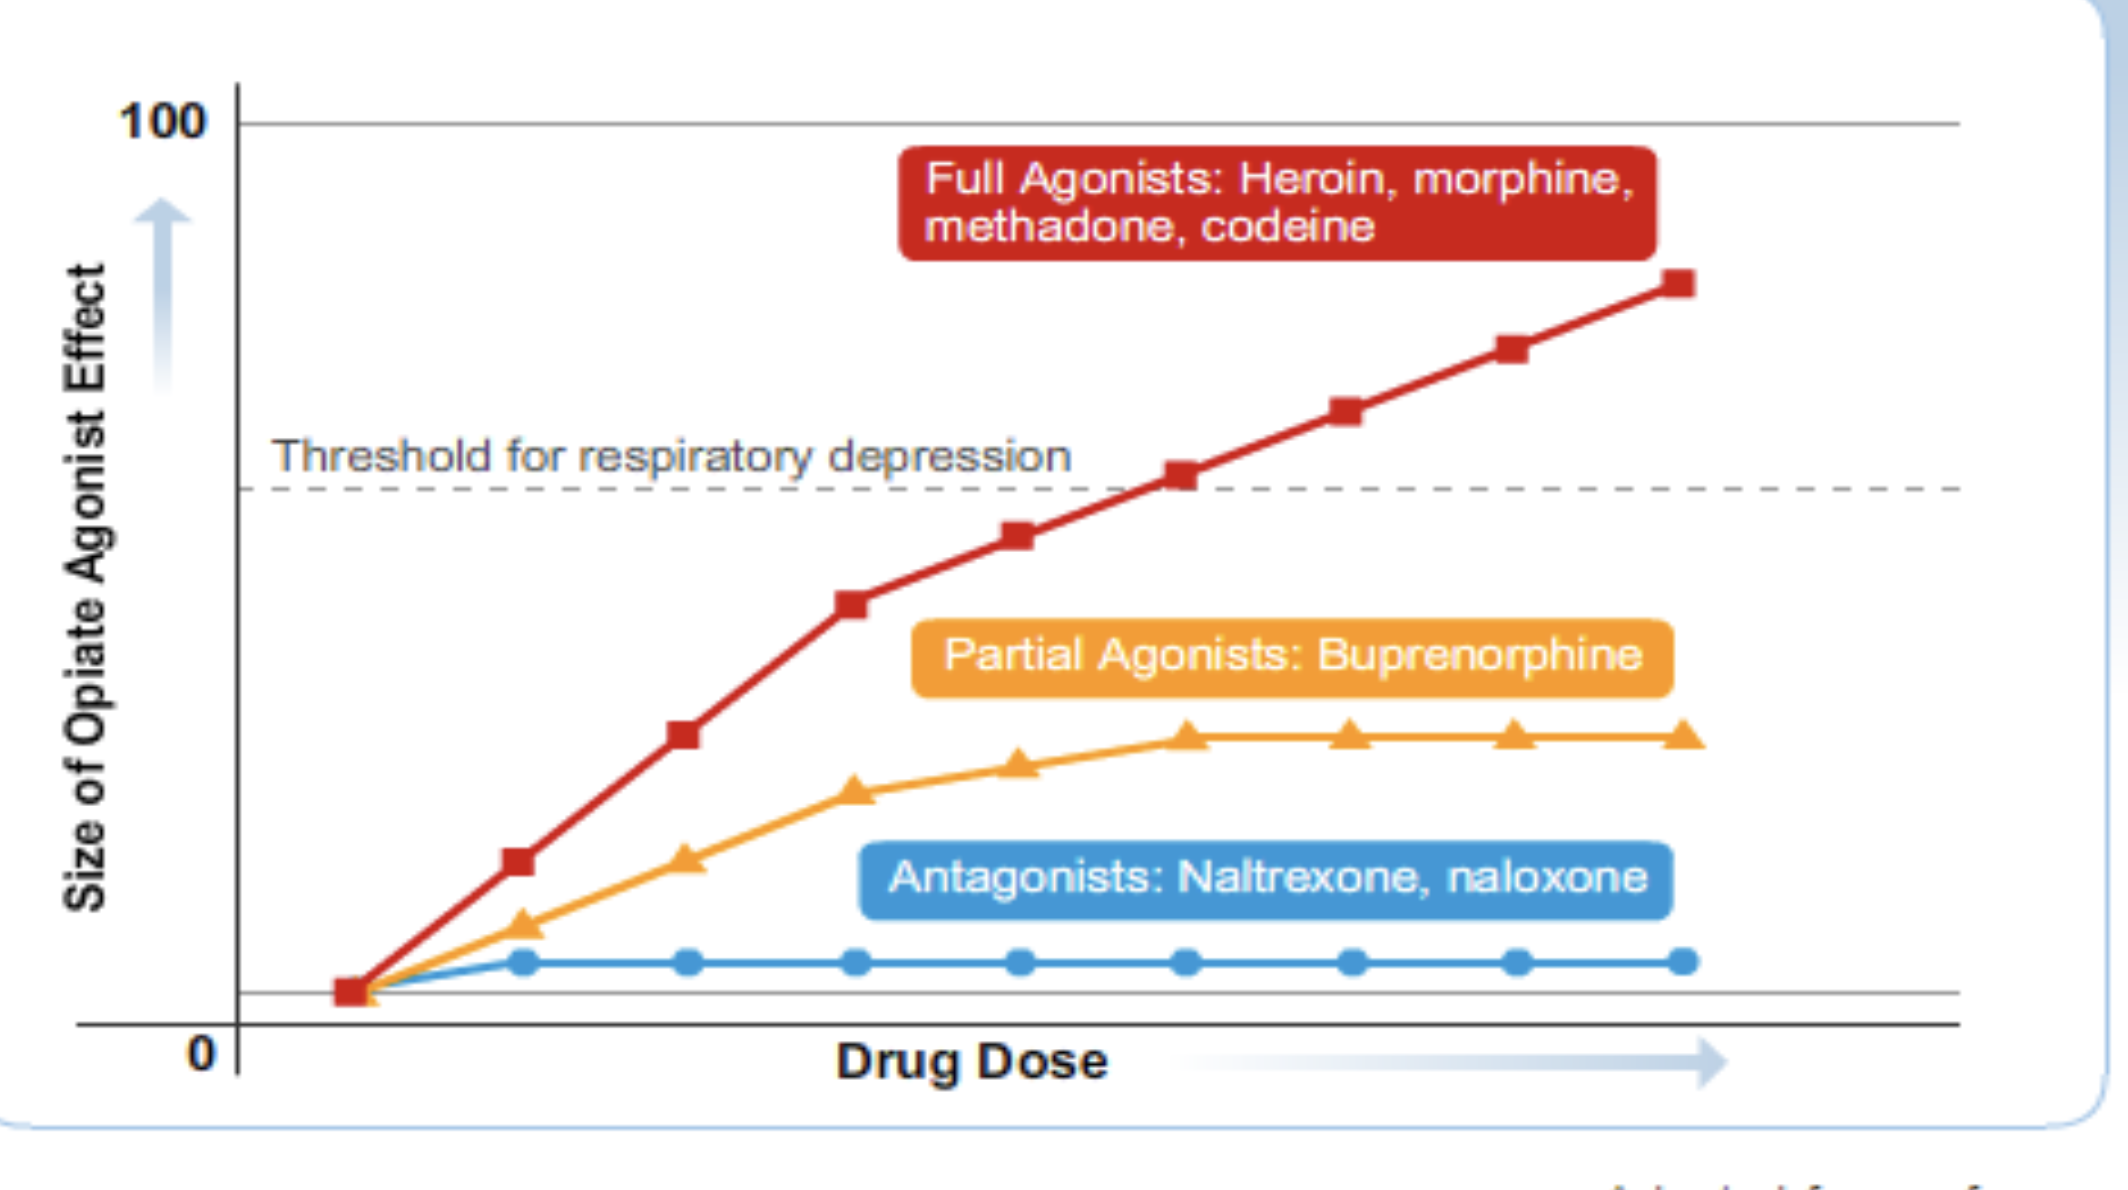 100
Full Agonists: Heroin, morphine,
methadone, codeine
Size of Opiate Agonist Effect
Threshold for respiratory depression
Partial Agonists: Buprenorphine
Antagonists: Naltrexone, naloxone
0
Drug Dose